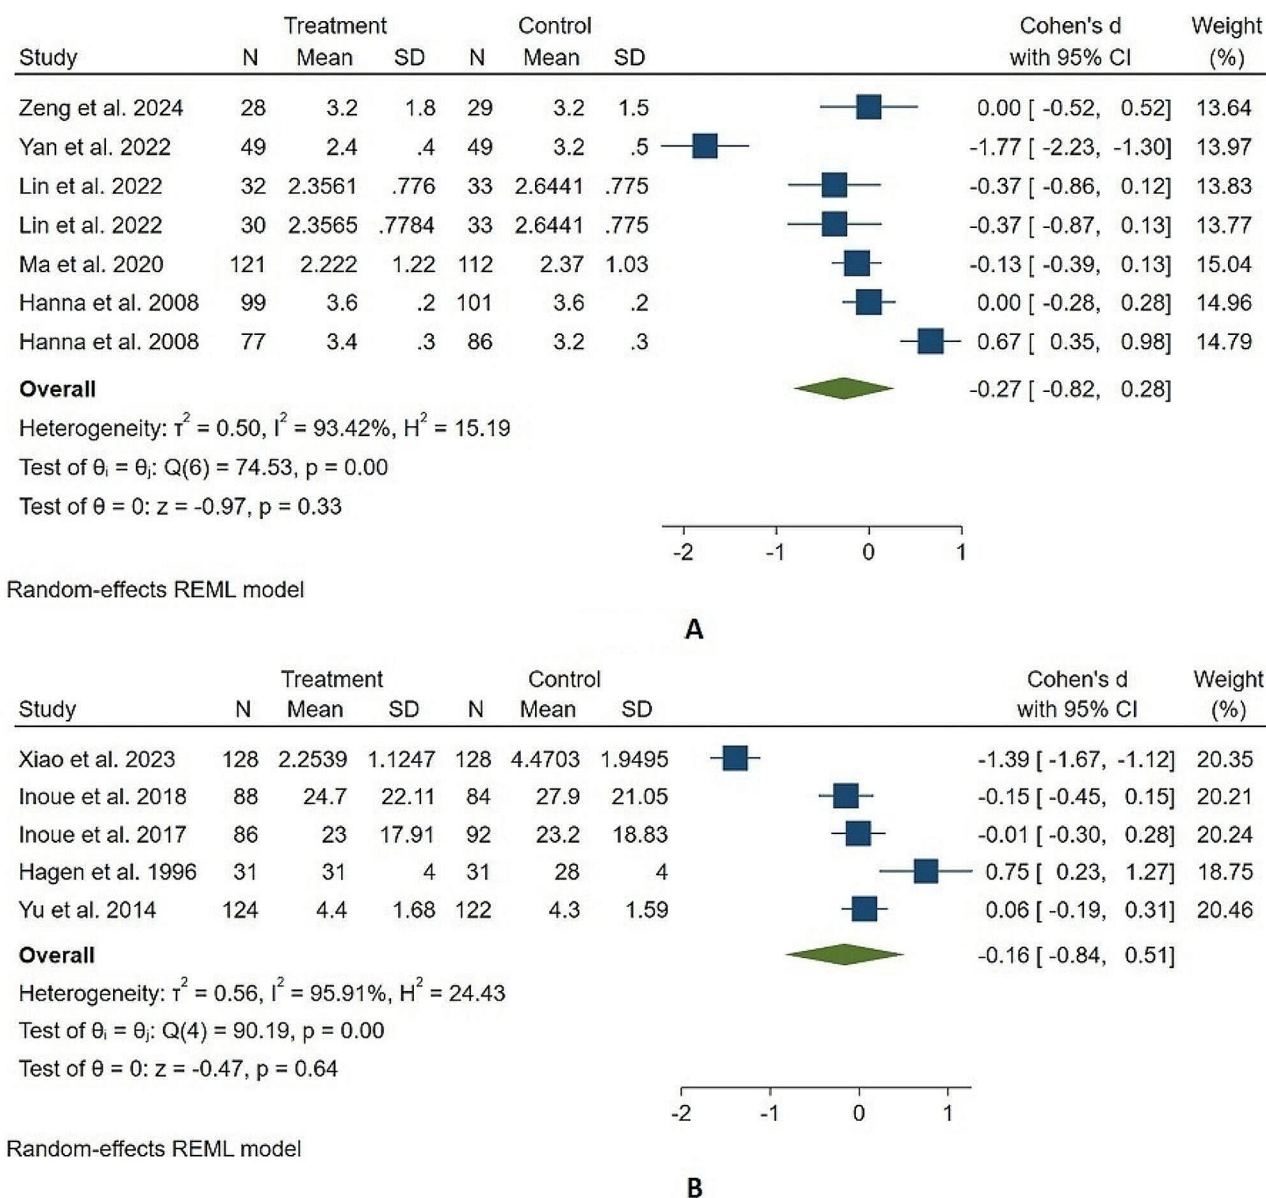 Treatment Control Cohen's d Weight
Study N Mean SD N Mean SD with 95% CI (%)
Zeng et al. 2024 28 3.2 1.8 29 3.2 1.5 0.00 [ -0.52, 0.52] 13.64
Yan et al. 2022 49 2.4 .4 49 3.2 .5 -1.77 [ -2.23, -1.30] 13.97
Lin et al. 2022 32 2.3561 .776 33 2.6441 .775 -0.37 [ -0.86, 0.12] 13.83
Lin et al. 2022 30 2.3565 .7784 33 2.6441 .775 -0.37 [ -0.87, 0.13] 13.77
Ma et al. 2020 121 2.222 1.22 112 2.37 1.03 -0.13 [ -0.39, 0.13] 15.04
Hanna et al. 2008 99 3.6 .2 101 3.6 .2 0.00 [ -0.28, 0.28] 14.96
Hanna et al. 2008 77 3.4 .3 86 3.2 .3 0.67 [ 0.35, 0.98] 14.79
Overall -0.27 [ -0.82, 0.28]
Heterogeneity: τ² = 0.50, I² = 93.42%, H² = 15.19
Test of θᵢ = θⱼ: Q(6) = 74.53, p = 0.00
Test of θ = 0: z = -0.97, p = 0.33
-2 -1 0 1
Random-effects REML model
A
Treatment Control Cohen's d Weight
Study N Mean SD N Mean SD with 95% CI (%)
Xiao et al. 2023 128 2.2539 1.1247 128 4.4703 1.9495 -1.39 [ -1.67, -1.12] 20.35
Inoue et al. 2018 88 24.7 22.11 84 27.9 21.05 -0.15 [ -0.45, 0.15] 20.21
Inoue et al. 2017 86 23 17.91 92 23.2 18.83 -0.01 [ -0.30, 0.28] 20.24
Hagen et al. 1996 31 31 4 31 28 4 0.75 [ 0.23, 1.27] 18.75
Yu et al. 2014 124 4.4 1.68 122 4.3 1.59 0.06 [ -0.19, 0.31] 20.46
Overall -0.16 [ -0.84, 0.51]
Heterogeneity: τ² = 0.56, I² = 95.91%, H² = 24.43
Test of θᵢ = θⱼ: Q(4) = 90.19, p = 0.00
Test of θ = 0: z = -0.47, p = 0.64
-2 -1 0 1
Random-effects REML model
B